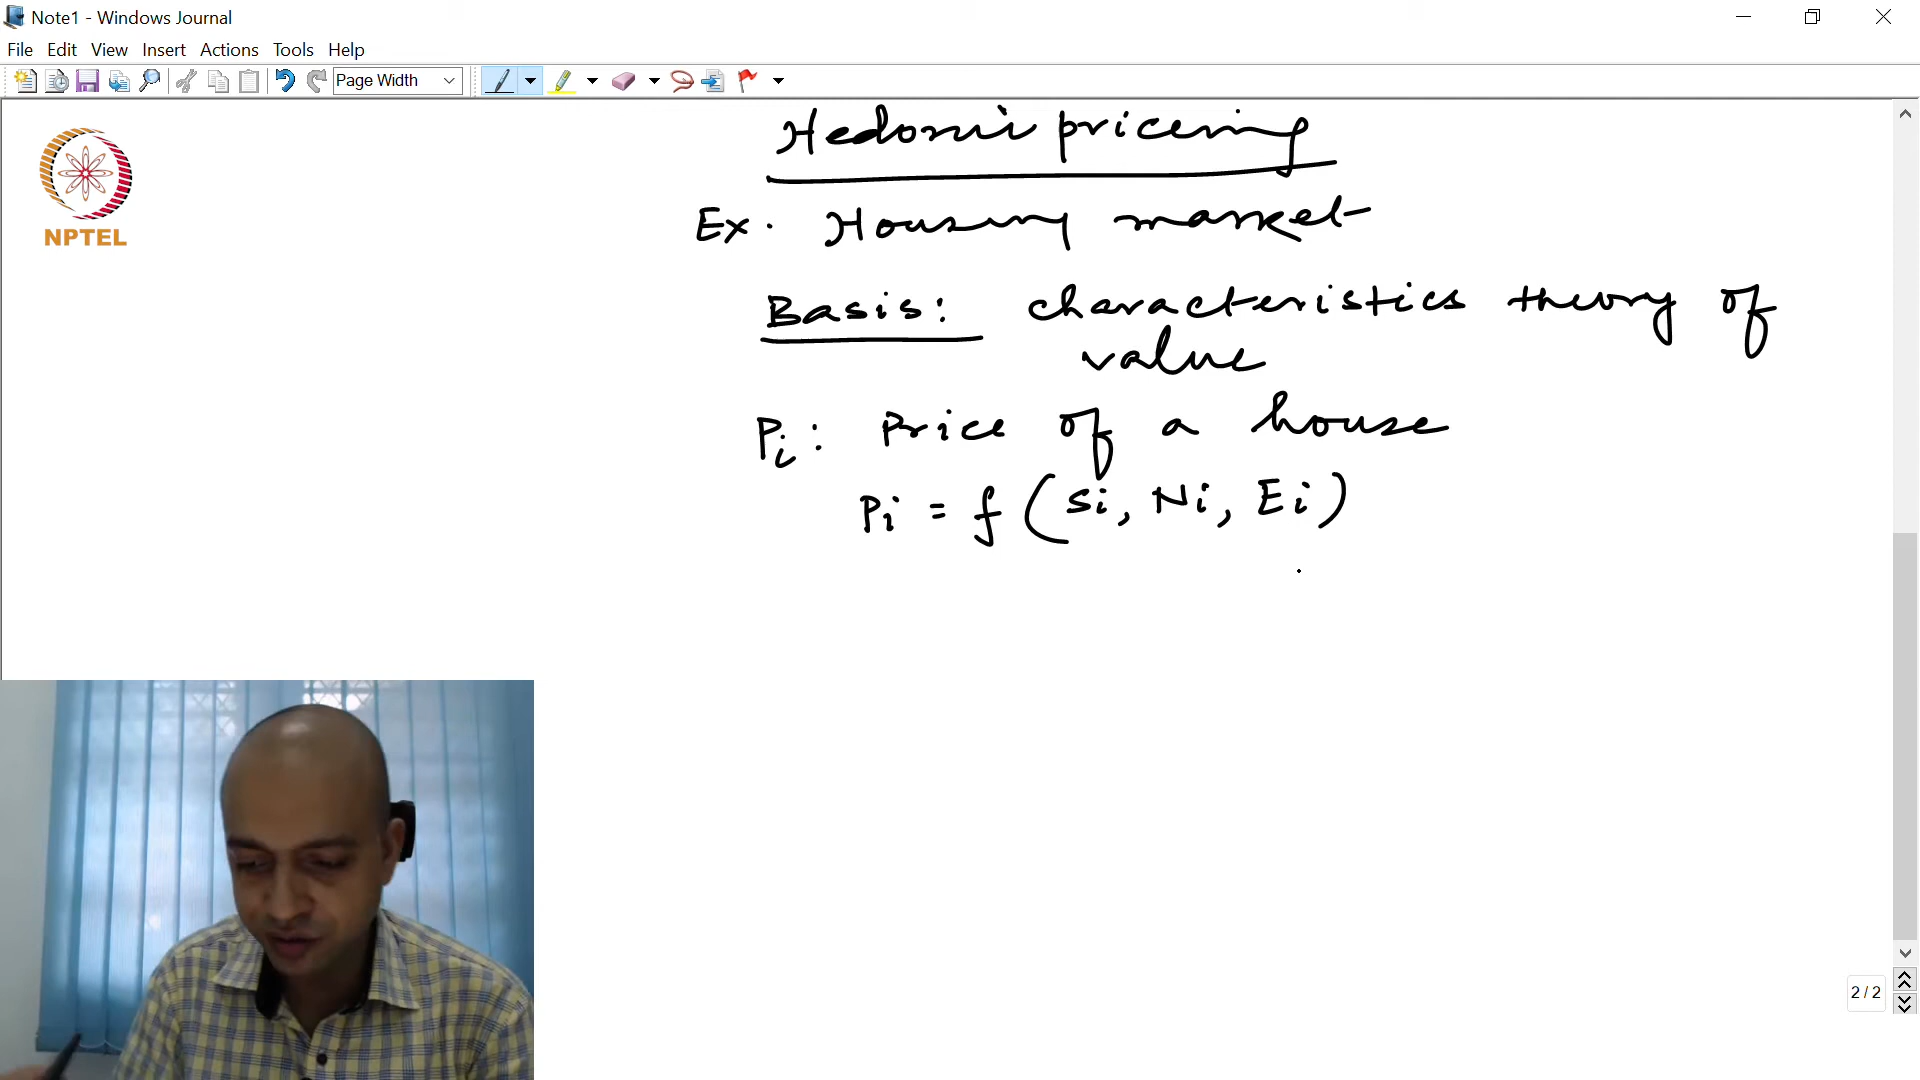 Note1 - Windows Journal
File Edit View Insert Actions Tools Help
Page Width
NPTEL
Hedonic pricering
Ex. Housing market
Basis: characteristics theory of
value
Pi: Price of a house
Pi = f (Si, Ni, Ei)
2 / 2